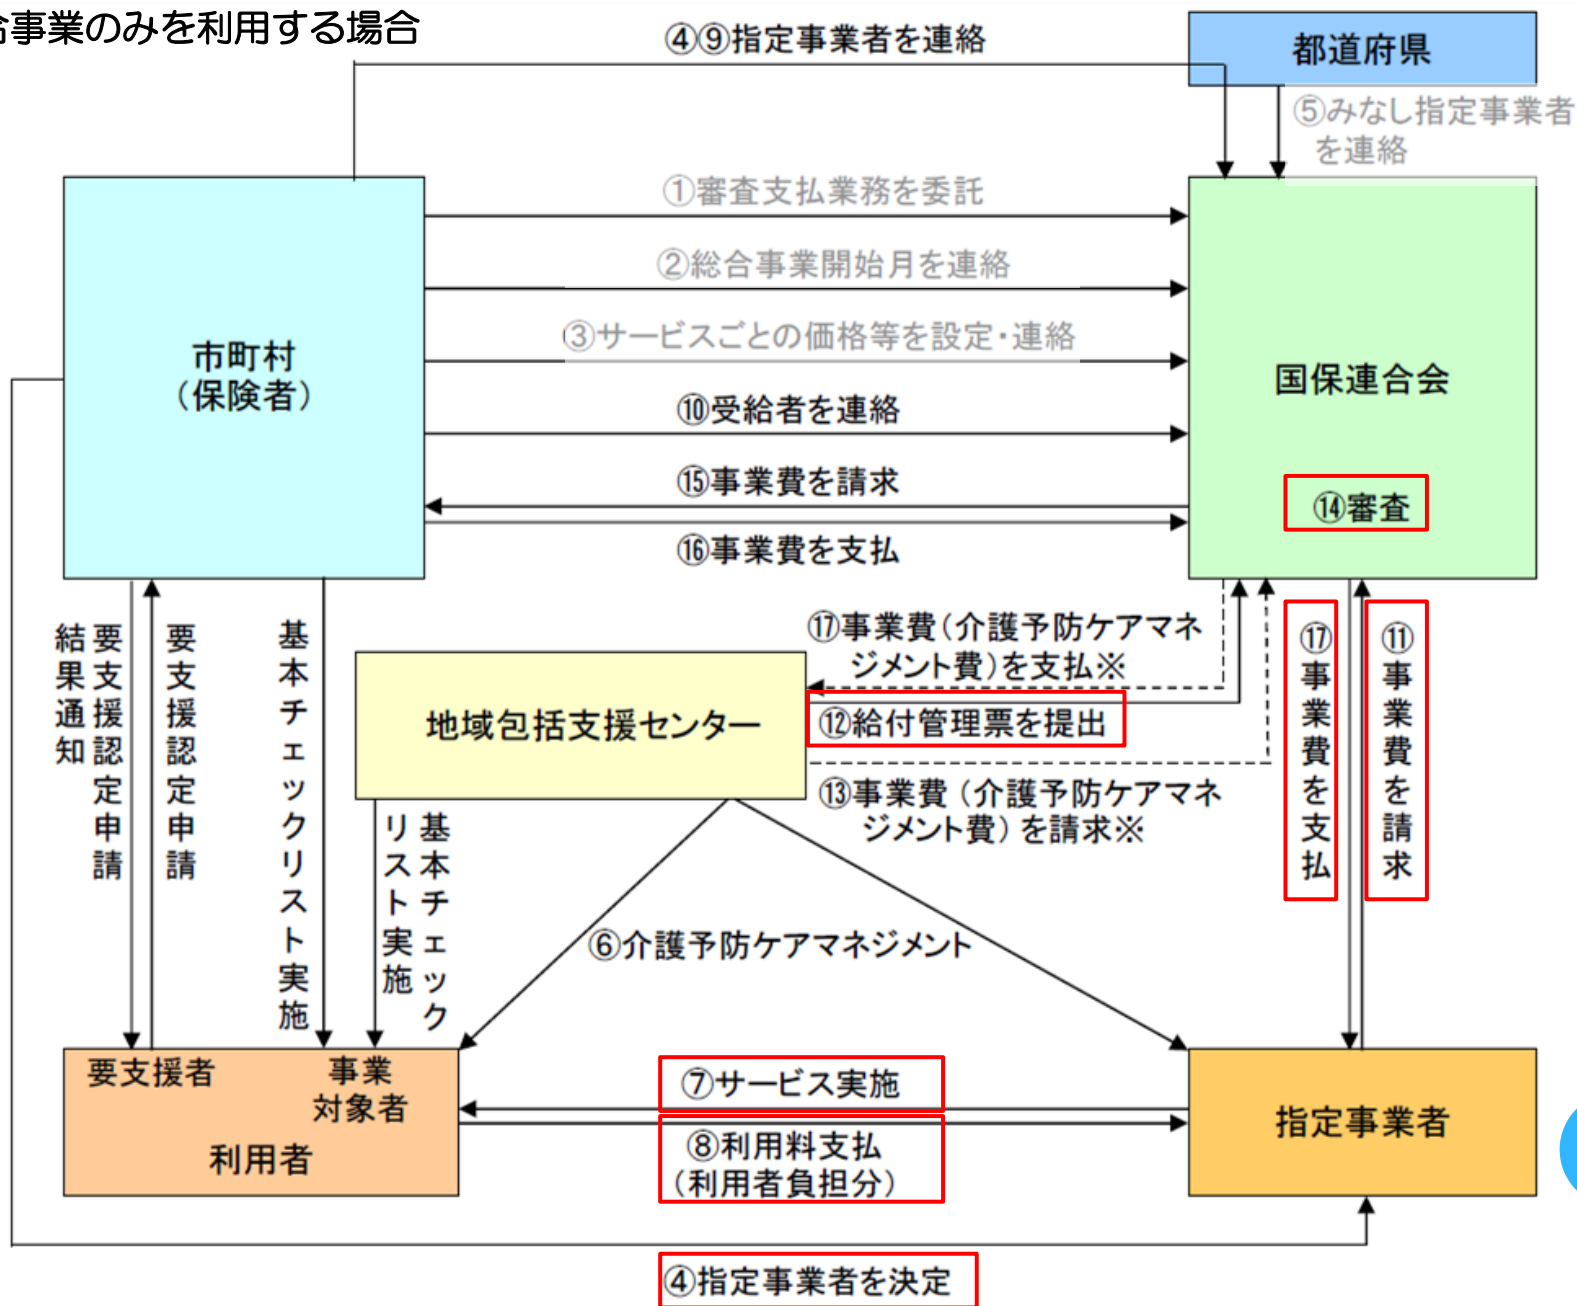 合事業のみを利用する場合
④⑨指定事業者を連絡
都道府県
⑤みなし指定事業者
を連絡
①審査支払業務を委託
②総合事業開始月を連絡
③サービスごとの価格等を設定・連絡
市町村
（保険者）
国保連合会
⑩受給者を連絡
⑮事業費を請求
⑭審査
⑯事業費を支払
要支援認定申請
結果通知
要支援認定申請
基本チェックリスト実施
⑰事業費（介護予防ケアマネ
ジメント費）を支払※
地域包括支援センター
⑫給付管理票を提出
⑬事業費（介護予防ケアマネ
ジメント費）を請求※
⑰事業費を支払
⑪事業費を請求
基本チェック
リスト実施
⑥介護予防ケアマネジメント
要支援者
事業
対象者
利用者
⑦サービス実施
⑧利用料支払
（利用者負担分）
指定事業者
④指定事業者を決定